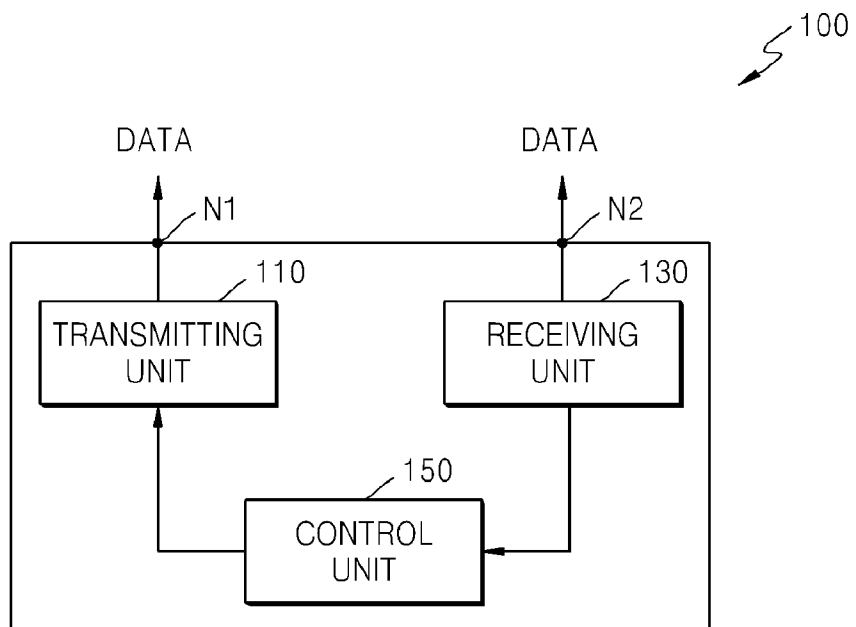 100
DATA
DATA
N1
N2
110
130
TRANSMITTING
UNIT
RECEIVING
UNIT
150
CONTROL
UNIT